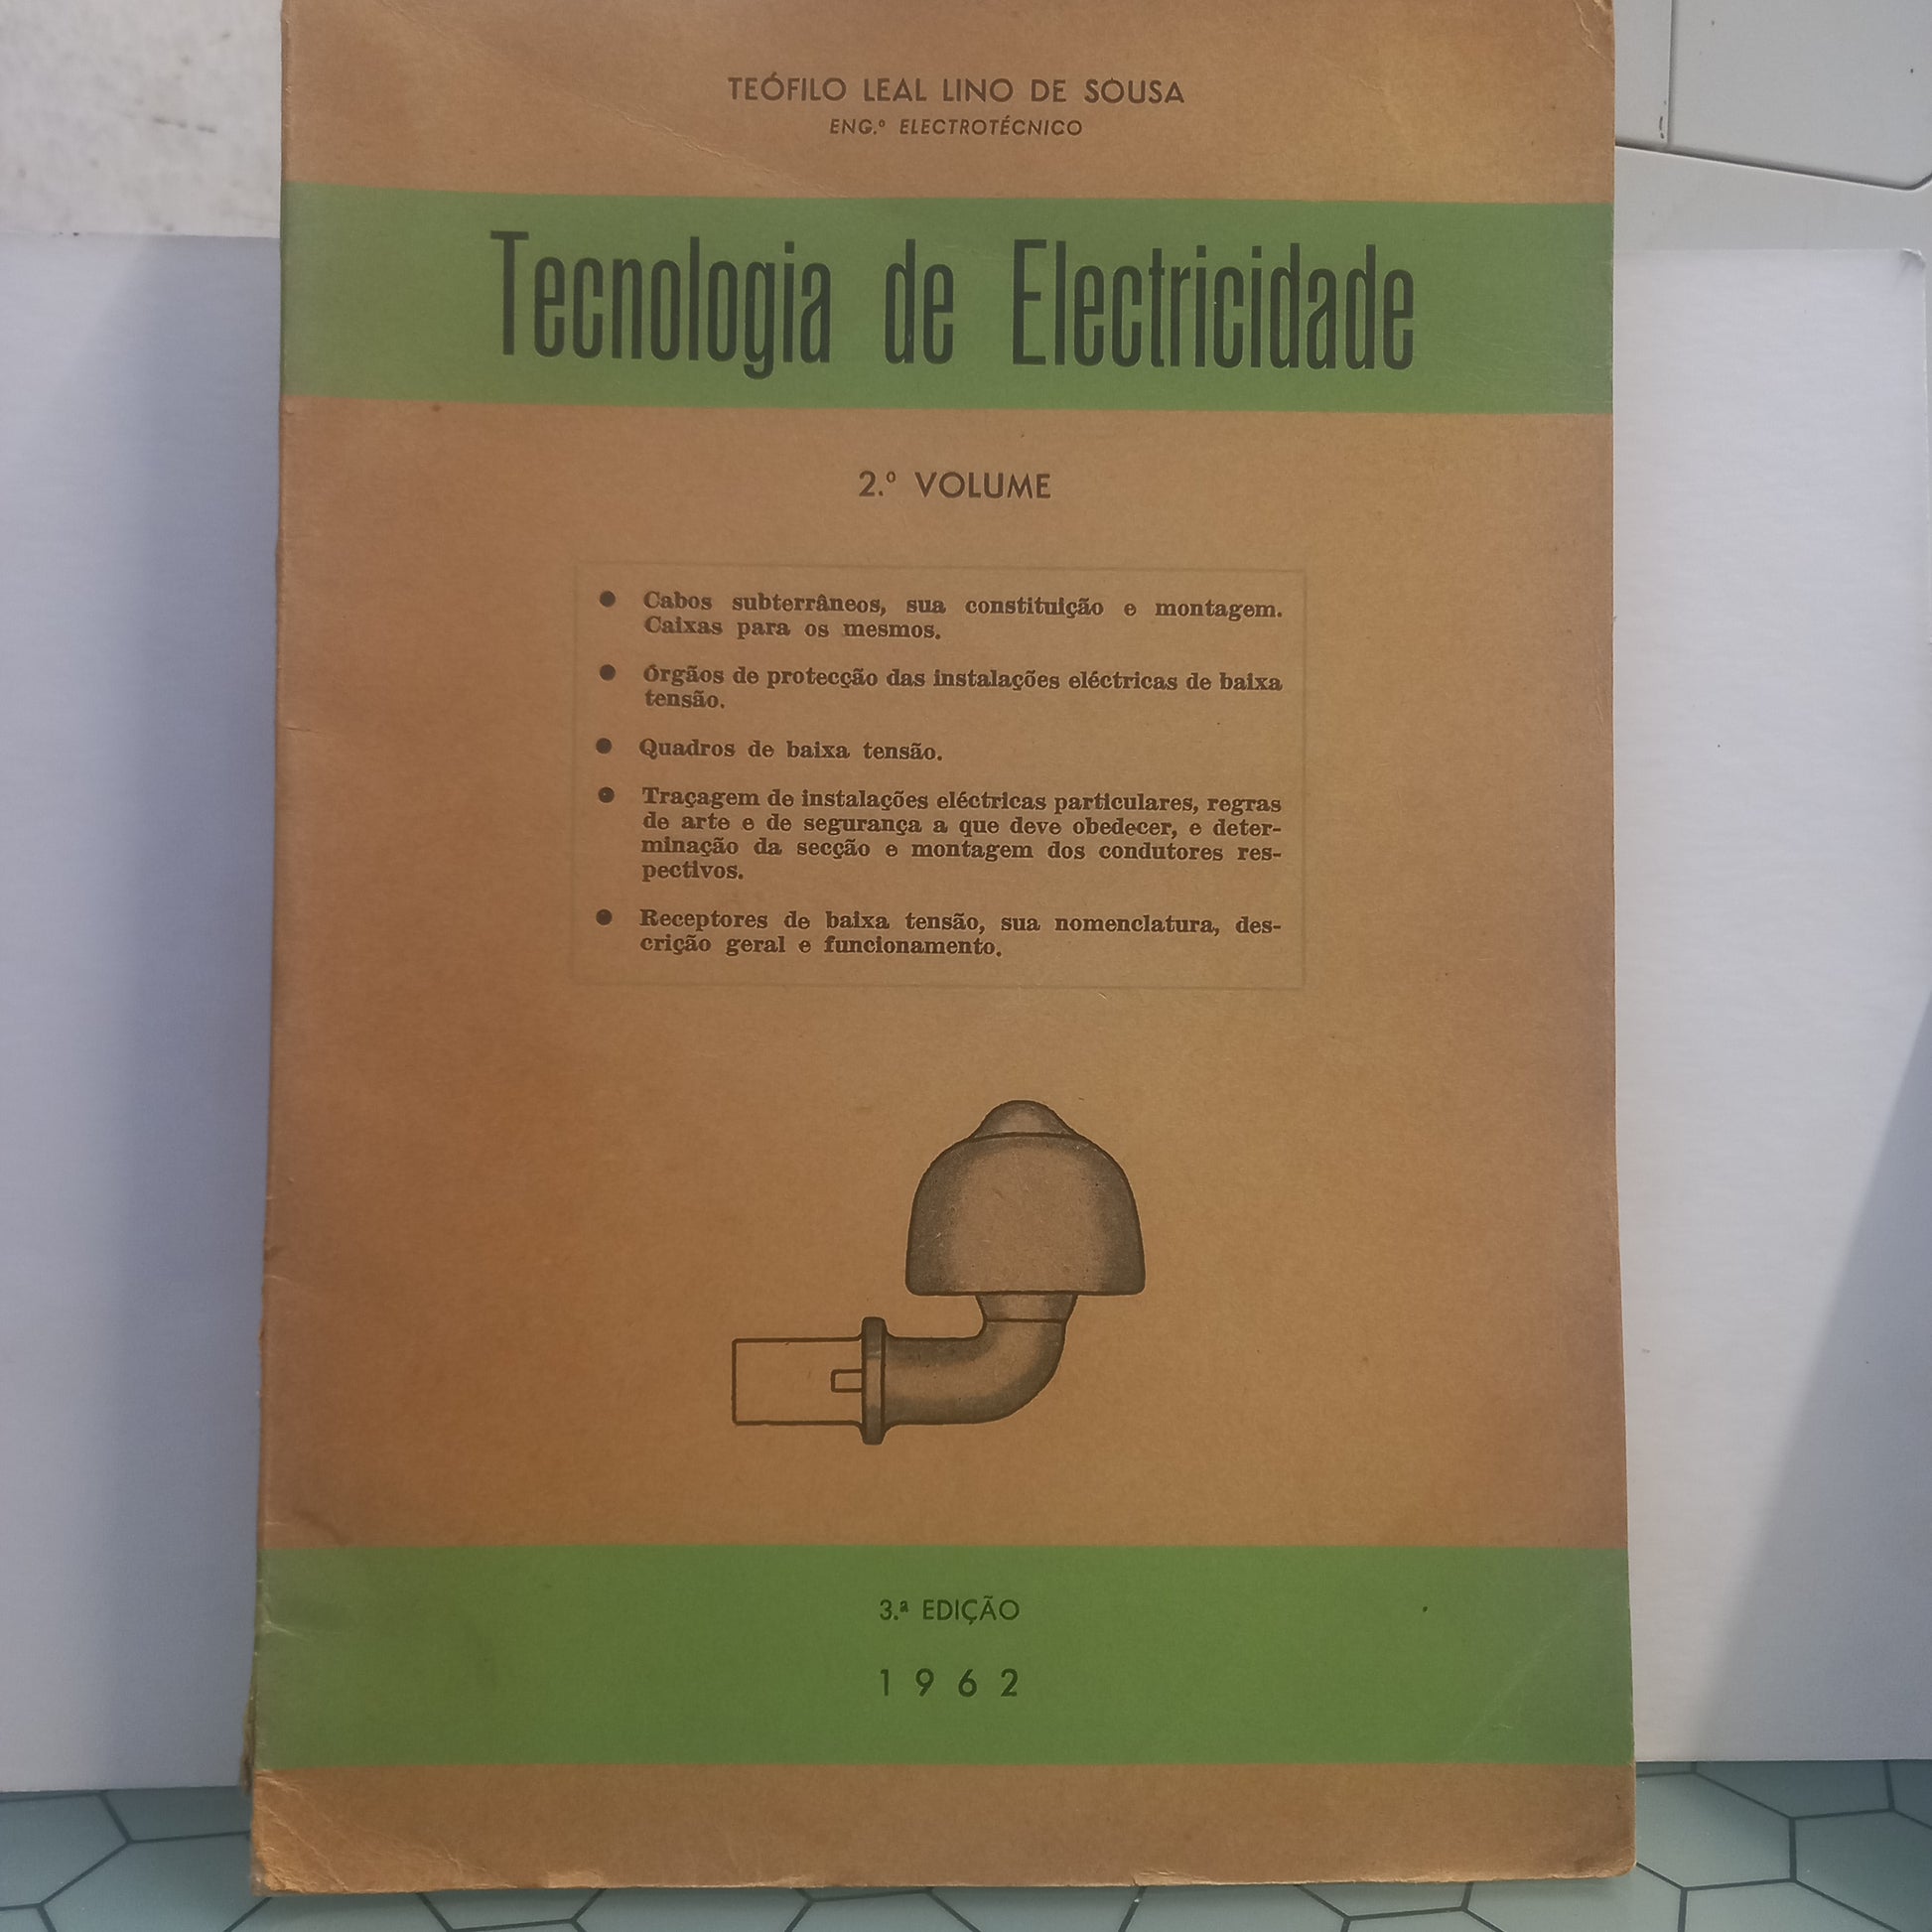 TEÓFILO LEAL LINO DE SOUSA
ENG.º ELECTROTÉCNICO
Tecnologia de Electricidade
2.º VOLUME
● Cabos subterrâneos, sua constituição e montagem.
Caixas para os mesmos.
● Órgãos de protecção das instalações eléctricas de baixa
tensão.
● Quadros de baixa tensão.
● Traçagem de instalações eléctricas particulares, regras
de arte e de segurança a que deve obedecer, e deter-
minação da secção e montagem dos condutores res-
pectivos.
● Receptores de baixa tensão, sua nomenclatura, des-
crição geral e funcionamento.
3.ª EDIÇÃO
1962